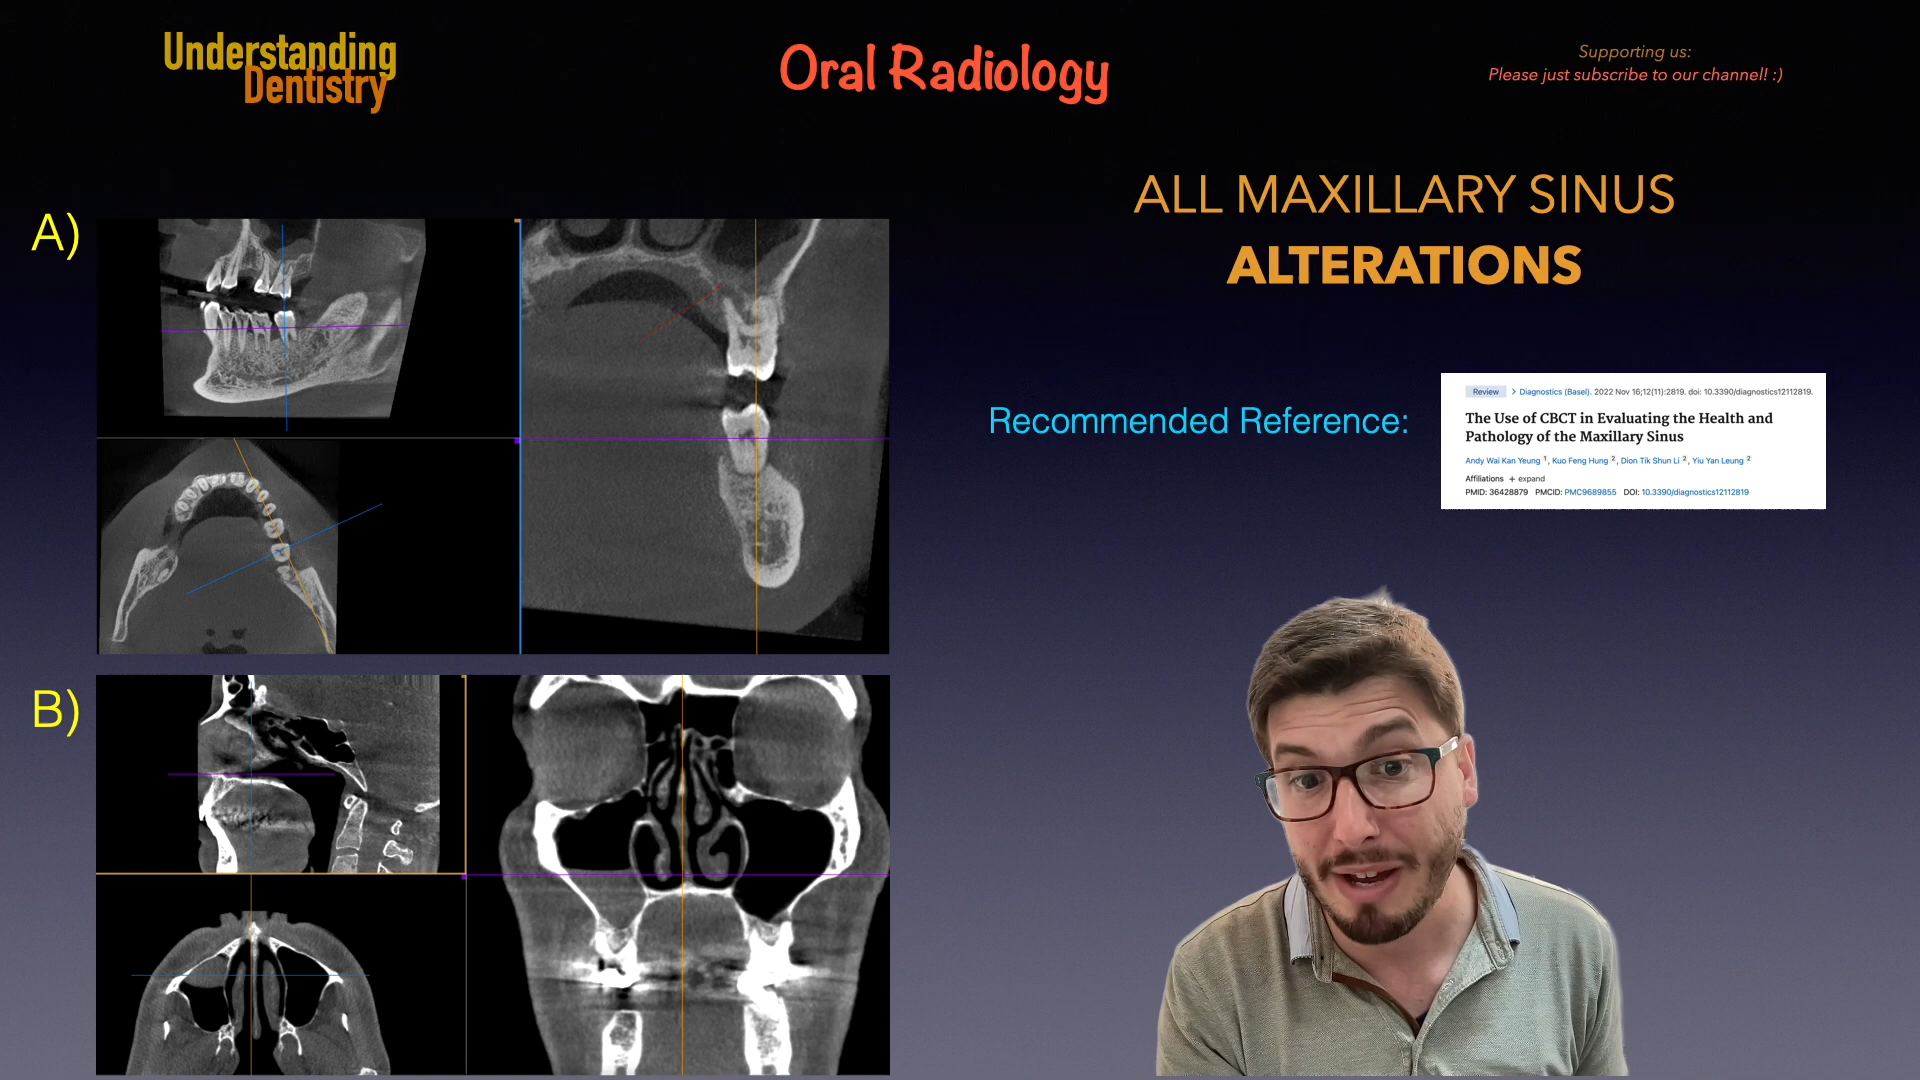 Understanding
Dentistry
Oral Radiology
Supporting us:
Please just subscribe to our channel! :)
ALL MAXILLARY SINUS
ALTERATIONS
A)
Recommended Reference:
Review > Diagnostics (Basel). 2022 Nov 16;12(11):2819. doi: 10.3390/diagnostics12112819.
The Use of CBCT in Evaluating the Health and
Pathology of the Maxillary Sinus
Andy Wai Kan Yeung 1, Kuo Feng Hung 2, Dion Tik Shun Li 2, Yiu Yan Leung 2
Affiliations + expand
PMID: 36428879 PMCID: PMC9689855 DOI: 10.3390/diagnostics12112819
B)